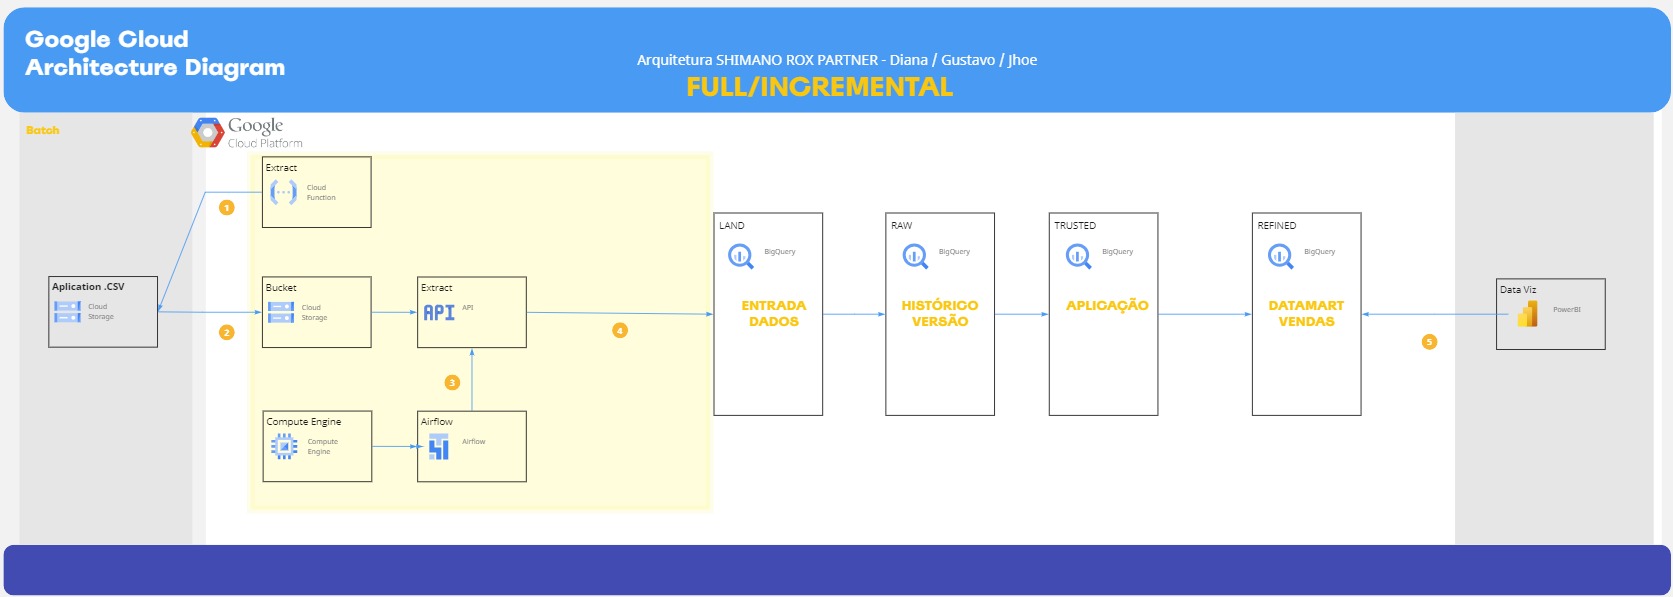 Google Cloud
Architecture Diagram
Arquitetura SHIMANO ROX PARTNER - Diana / Gustavo / Jhoe
FULL/INCREMENTAL
Batch
Google
Cloud Platform
Extract
Cloud
Function
1
Aplication .CSV
Cloud
Storage
2
Bucket
Cloud
Storage
Extract
API
API
3
4
Compute Engine
Compute
Engine
Airflow
Airflow
LAND
BigQuery
ENTRADA
DADOS
RAW
BigQuery
HISTÓRICO
VERSÃO
TRUSTED
BigQuery
APLICAÇÃO
REFINED
BigQuery
DATAMART
VENDAS
5
Data Viz
PowerBI